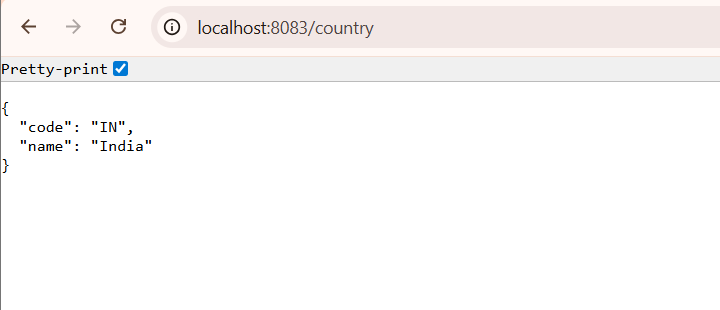 localhost:8083/country
Pretty-print
{
  "code": "IN",
  "name": "India"
}